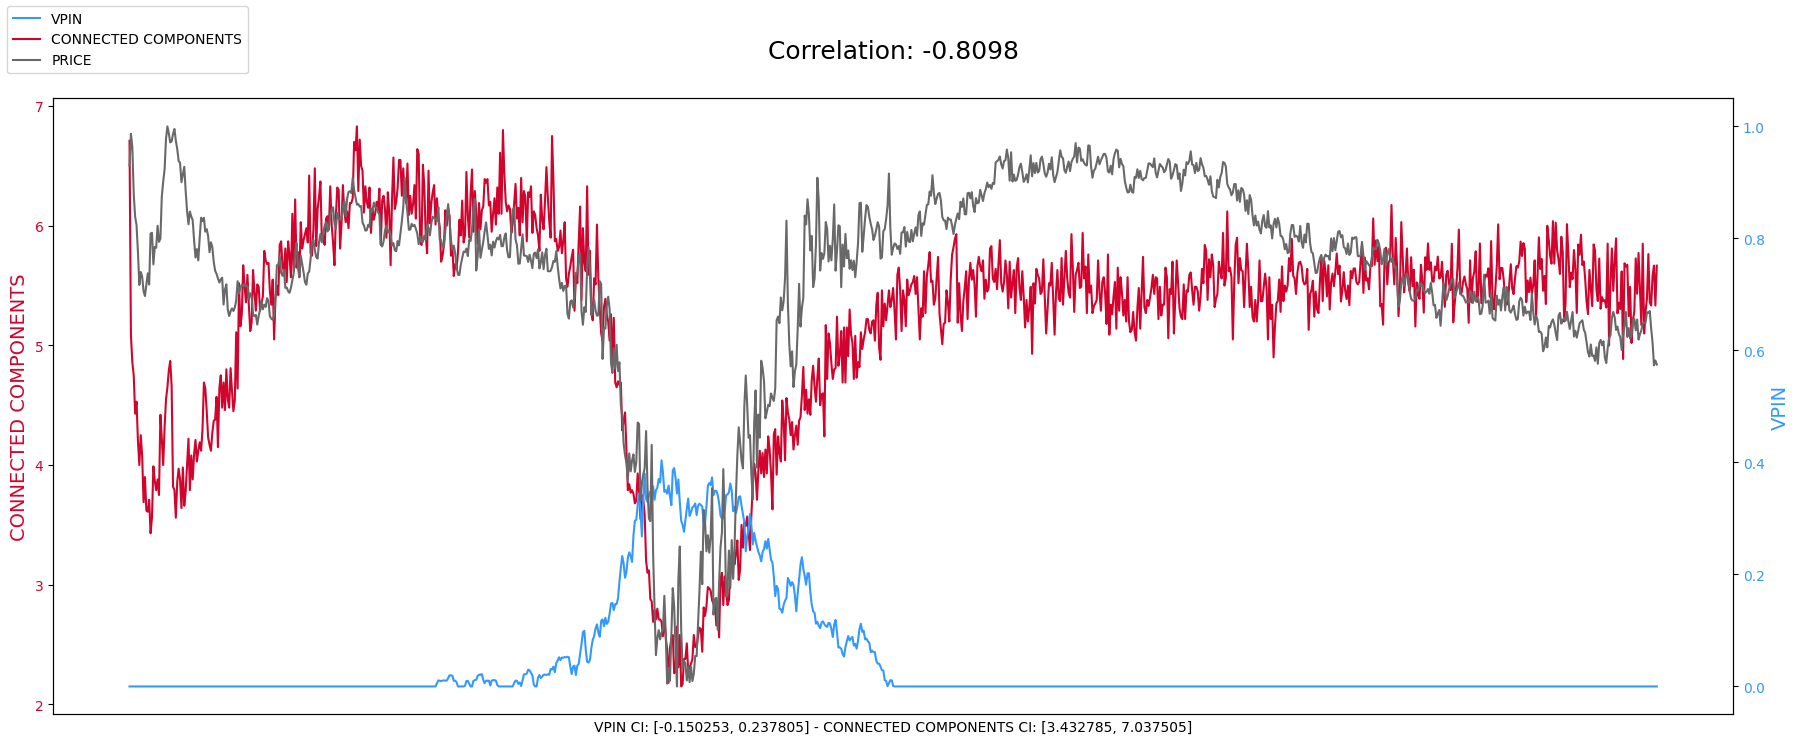 VPIN
CONNECTED COMPONENTS
PRICE
Correlation: -0.8098
7
6
5
4
3
2
CONNECTED COMPONENTS
1.0
0.8
0.6
0.4
0.2
0.0
VPIN
VPIN CI: [-0.150253, 0.237805] - CONNECTED COMPONENTS CI: [3.432785, 7.037505]